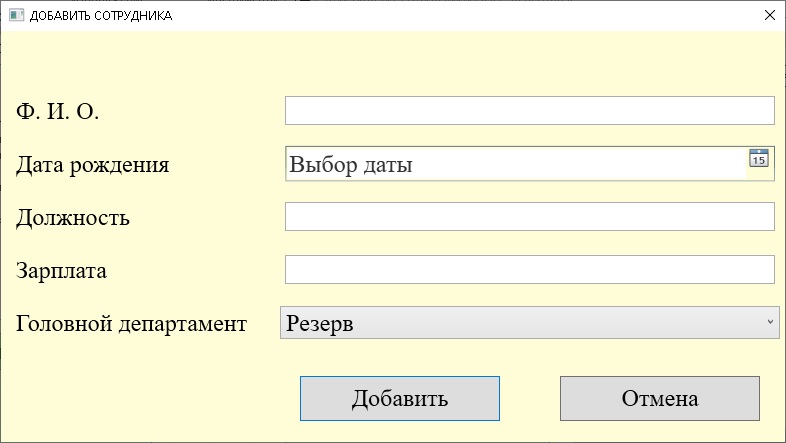 ДОБАВИТЬ СОТРУДНИКА
Ф. И. О.
Дата рождения
Выбор даты
15
Должность
Зарплата
Головной департамент
Резерв
Добавить
Отмена